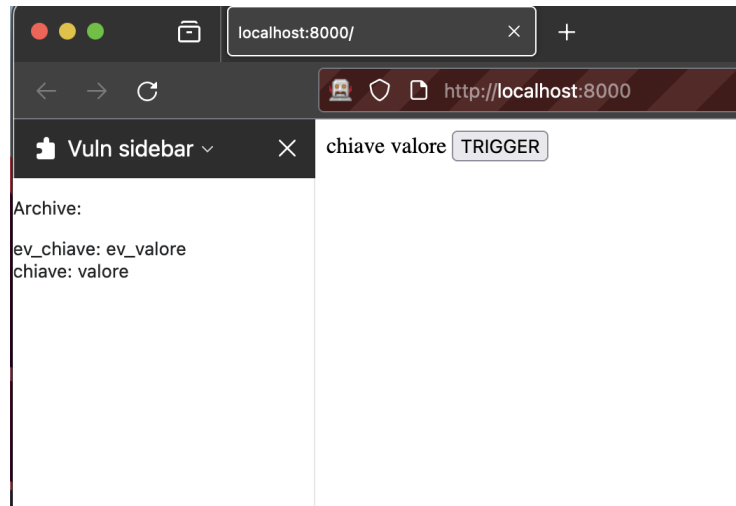 localhost:8000/
http://localhost:8000
Vuln sidebar
Archive:
ev_chiave: ev_valore
chiave: valore
chiave valore TRIGGER